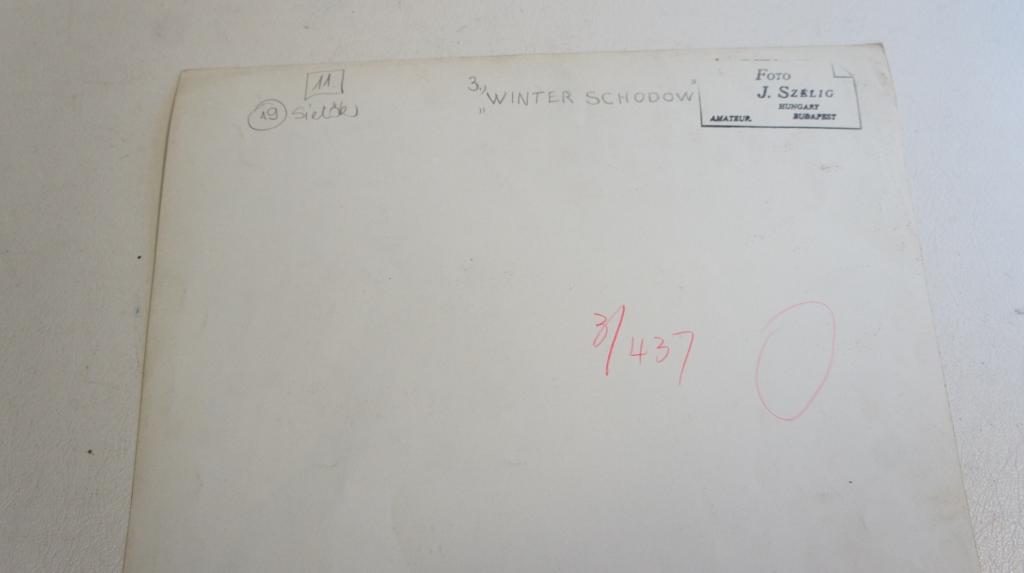 11
19 Sielők
3., „WINTER SCHODOW"
FOTO
J. SZÉLIG
HUNGARY
AMATEUR. BUDAPEST
3/437